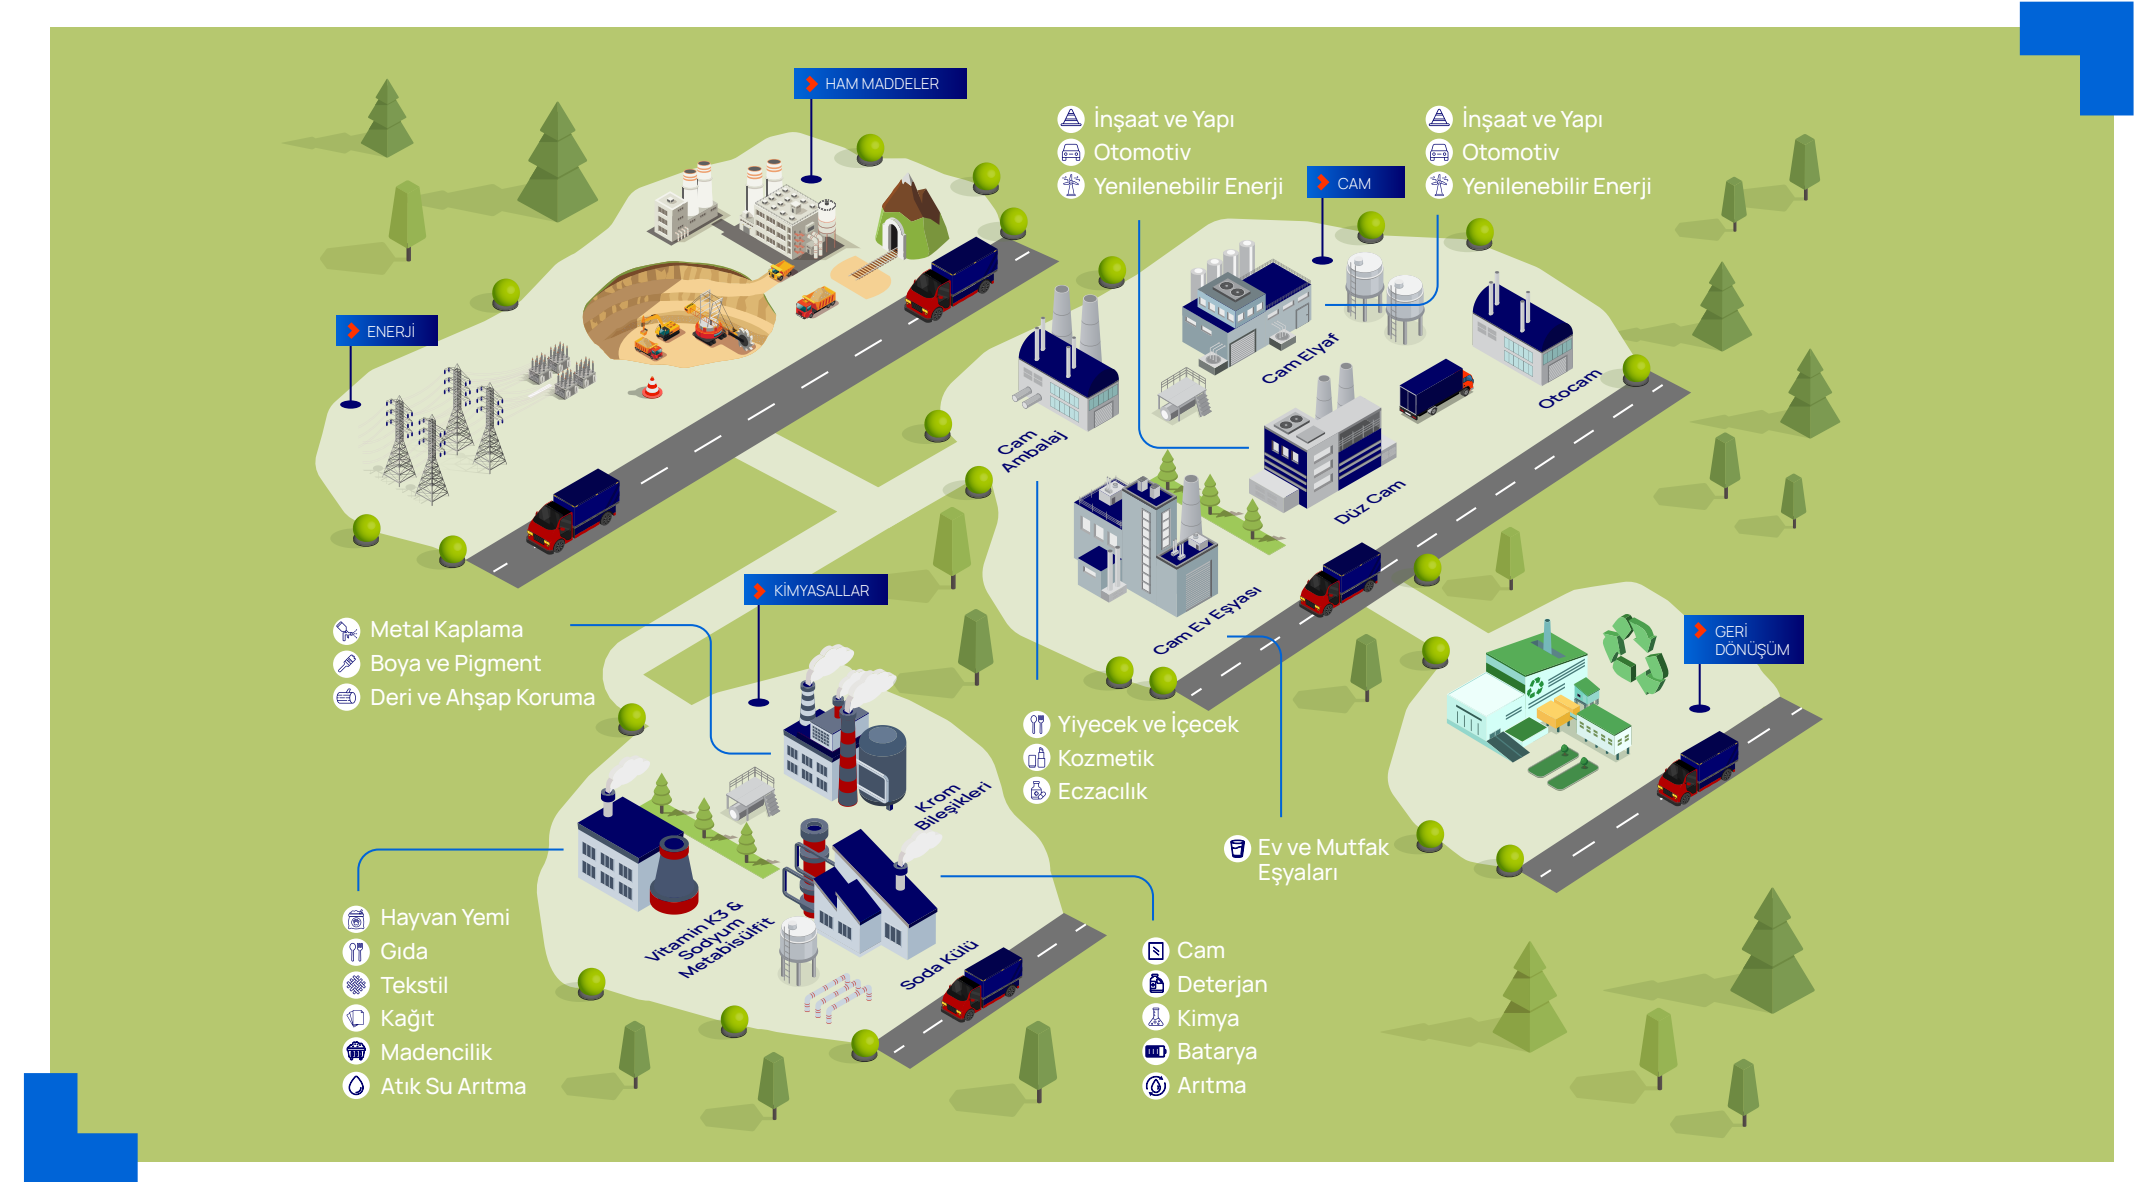 HAM MADDELER
İnşaat ve Yapı
Otomotiv
Yenilenebilir Enerji
CAM
İnşaat ve Yapı
Otomotiv
Yenilenebilir Enerji
ENERJİ
Cam Elyaf
Otocam
Cam
Ambalaj
Düz Cam
Cam Ev Eşyası
KİMYASALLAR
Metal Kaplama
Boya ve Pigment
Deri ve Ahşap Koruma
GERİ
DÖNÜŞÜM
Yiyecek ve İçecek
Kozmetik
Eczacılık
Krom
Bileşikleri
Ev ve Mutfak
Eşyaları
Vitamin K3 &
Sodyum
Metabisülfit
Soda Külü
Hayvan Yemi
Gıda
Tekstil
Kağıt
Madencilik
Atık Su Arıtma
Cam
Deterjan
Kimya
Batarya
Arıtma